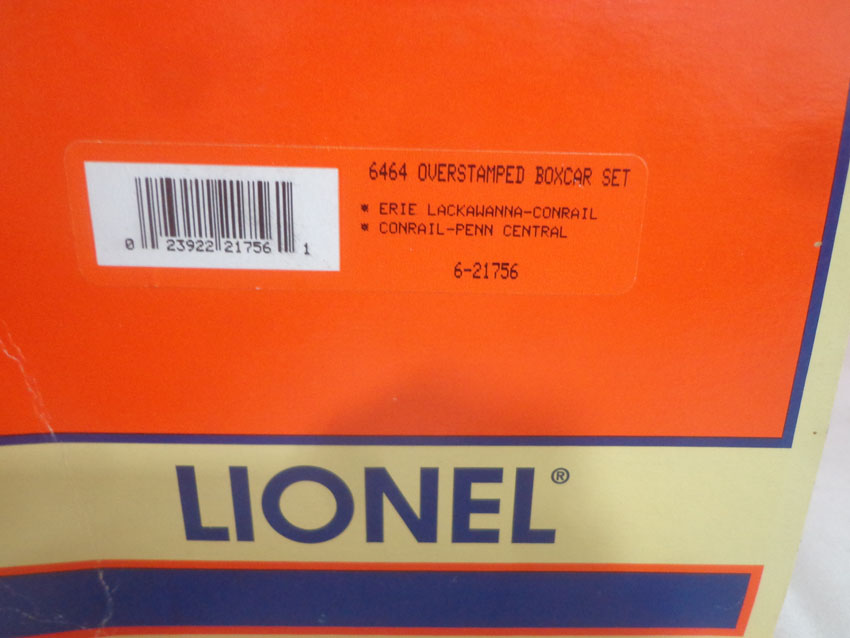 6464 OVERSTAMPED BOXCAR SET
* ERIE LACKAWANNA-CONRAIL
* CONRAIL-PENN CENTRAL
6-21756
0 23922 21756 1
LIONEL®